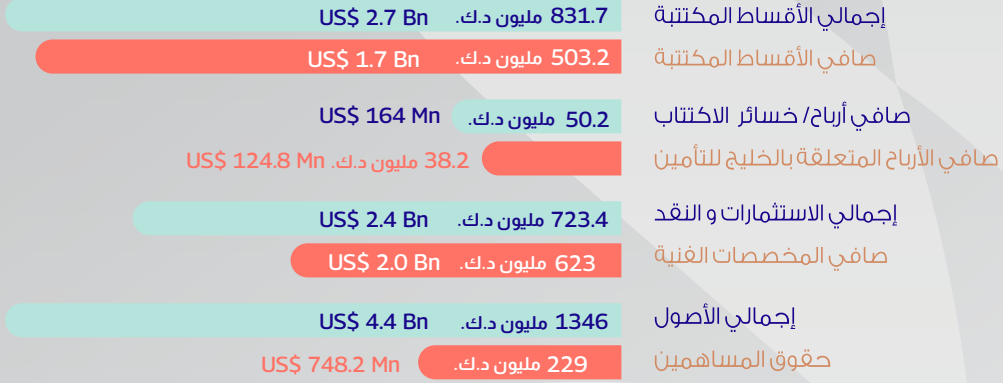 إجمالي الأقساط المكتتبة 831.7 مليون د.ك. US$ 2.7 Bn
صافي الأقساط المكتتبة 503.2 مليون د.ك. US$ 1.7 Bn
صافي أرباح/ خسائر الاكتتاب 50.2 مليون د.ك. US$ 164 Mn
صافي الأرباح المتعلقة بالخليج للتأمين 38.2 مليون د.ك. US$ 124.8 Mn
إجمالي الاستثمارات و النقد 723.4 مليون د.ك. US$ 2.4 Bn
صافي المخصصات الفنية 623 مليون د.ك. US$ 2.0 Bn
إجمالي الأصول 1346 مليون د.ك. US$ 4.4 Bn
حقوق المساهمين 229 مليون د.ك. US$ 748.2 Mn